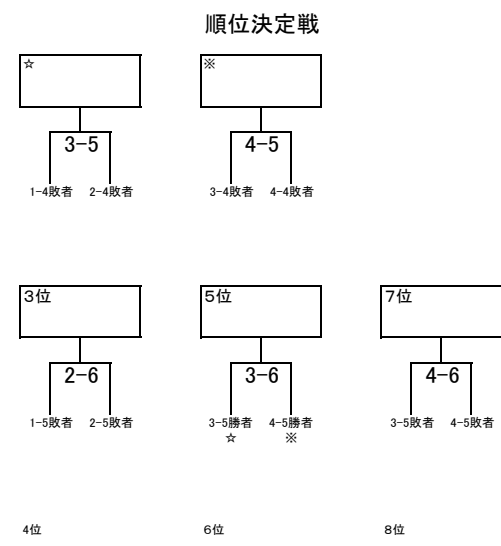 順位決定戦
☆ ※
3-5 4-5
1-4敗者 2-4敗者 3-4敗者 4-4敗者
3位 5位 7位
2-6 3-6 4-6
1-5敗者 2-5敗者 3-5勝者 4-5勝者 3-5敗者 4-5敗者
☆ ※
4位 6位 8位